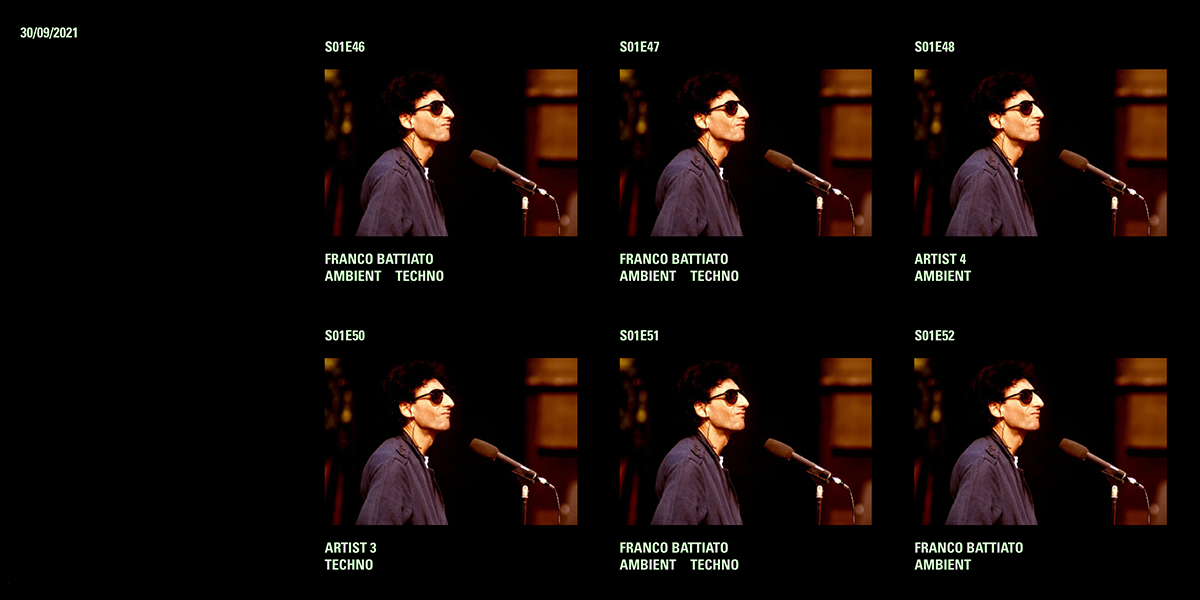 30/09/2021
S01E46
S01E47
S01E48
FRANCO BATTIATO
AMBIENT TECHNO
FRANCO BATTIATO
AMBIENT TECHNO
ARTIST 4
AMBIENT
S01E50
S01E51
S01E52
ARTIST 3
TECHNO
FRANCO BATTIATO
AMBIENT TECHNO
FRANCO BATTIATO
AMBIENT